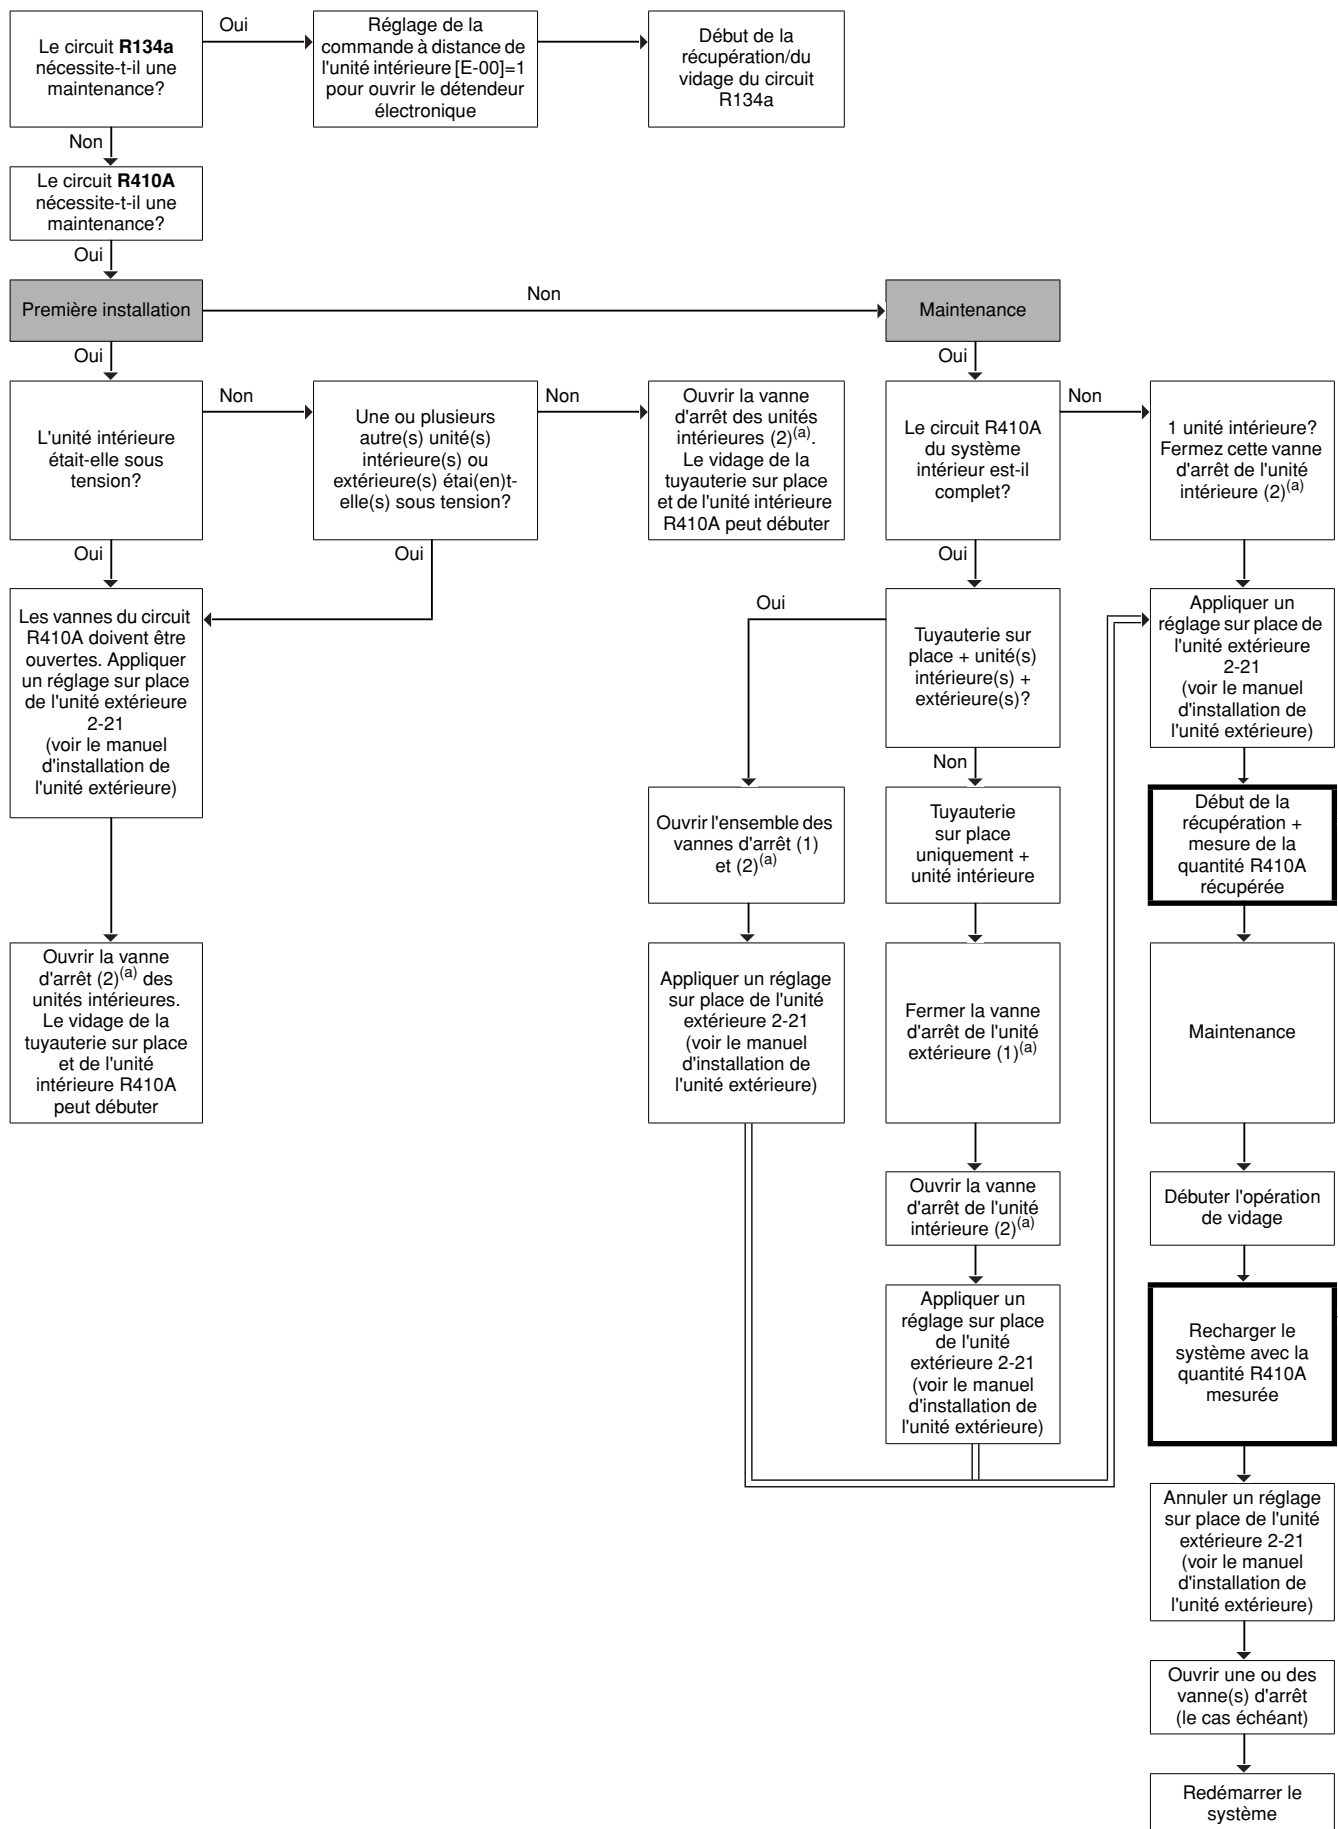 Le circuit R134a
nécessite-t-il une
maintenance?
Oui
Réglage de la
commande à distance de
l'unité intérieure [E-00]=1
pour ouvrir le détendeur
électronique
Début de la
récupération/du
vidage du circuit
R134a
Non
Le circuit R410A
nécessite-t-il une
maintenance?
Oui
Première installation
Non
Maintenance
Oui
Oui
L'unité intérieure
était-elle sous
tension?
Non
Une ou plusieurs
autre(s) unité(s)
intérieure(s) ou
extérieure(s) étai(en)t-
elle(s) sous tension?
Non
Ouvrir la vanne
d'arrêt des unités
intérieures (2)(a).
Le vidage de la
tuyauterie sur place
et de l'unité intérieure
R410A peut débuter
Le circuit R410A
du système
intérieur est-il
complet?
Non
1 unité intérieure?
Fermez cette vanne
d'arrêt de l'unité
intérieure (2)(a)
Oui
Oui
Oui
Les vannes du circuit
R410A doivent être
ouvertes. Appliquer
un réglage sur place
de l'unité extérieure
2-21
(voir le manuel
d'installation de
l'unité extérieure)
Oui
Tuyauterie sur
place + unité(s)
intérieure(s) +
extérieure(s)?
Appliquer un
réglage sur place de
l'unité extérieure
2-21
(voir le manuel
d'installation de
l'unité extérieure)
Non
Ouvrir l'ensemble des
vannes d'arrêt (1)
et (2)(a)
Tuyauterie
sur place
uniquement +
unité intérieure
Début de la
récupération +
mesure de la
quantité R410A
récupérée
Ouvrir la vanne
d'arrêt (2)(a) des
unités intérieures.
Le vidage de la
tuyauterie sur place
et de l'unité
intérieure R410A
peut débuter
Appliquer un réglage
sur place de l'unité
extérieure 2-21
(voir le manuel
d'installation de
l'unité extérieure)
Fermer la vanne
d'arrêt de l'unité
extérieure (1)(a)
Maintenance
Ouvrir la vanne
d'arrêt de l'unité
intérieure (2)(a)
Débuter l'opération
de vidage
Appliquer un
réglage sur place
de l'unité
extérieure 2-21
(voir le manuel
d'installation de
l'unité extérieure)
Recharger le
système avec la
quantité R410A
mesurée
Annuler un réglage
sur place de l'unité
extérieure 2-21
(voir le manuel
d'installation de
l'unité extérieure)
Ouvrir une ou des
vanne(s) d'arrêt
(le cas échéant)
Redémarrer le
système